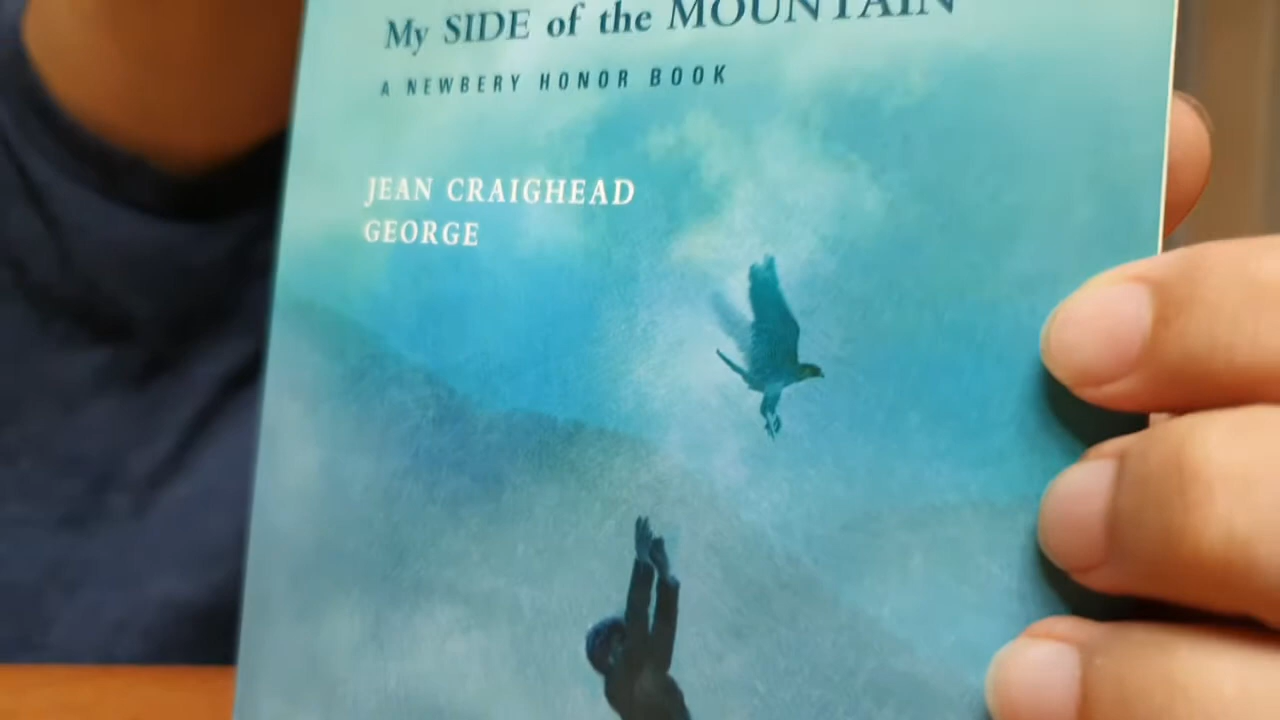 My SIDE of the MOUNTAIN
A NEWBERY HONOR BOOK
JEAN CRAIGHEAD
GEORGE